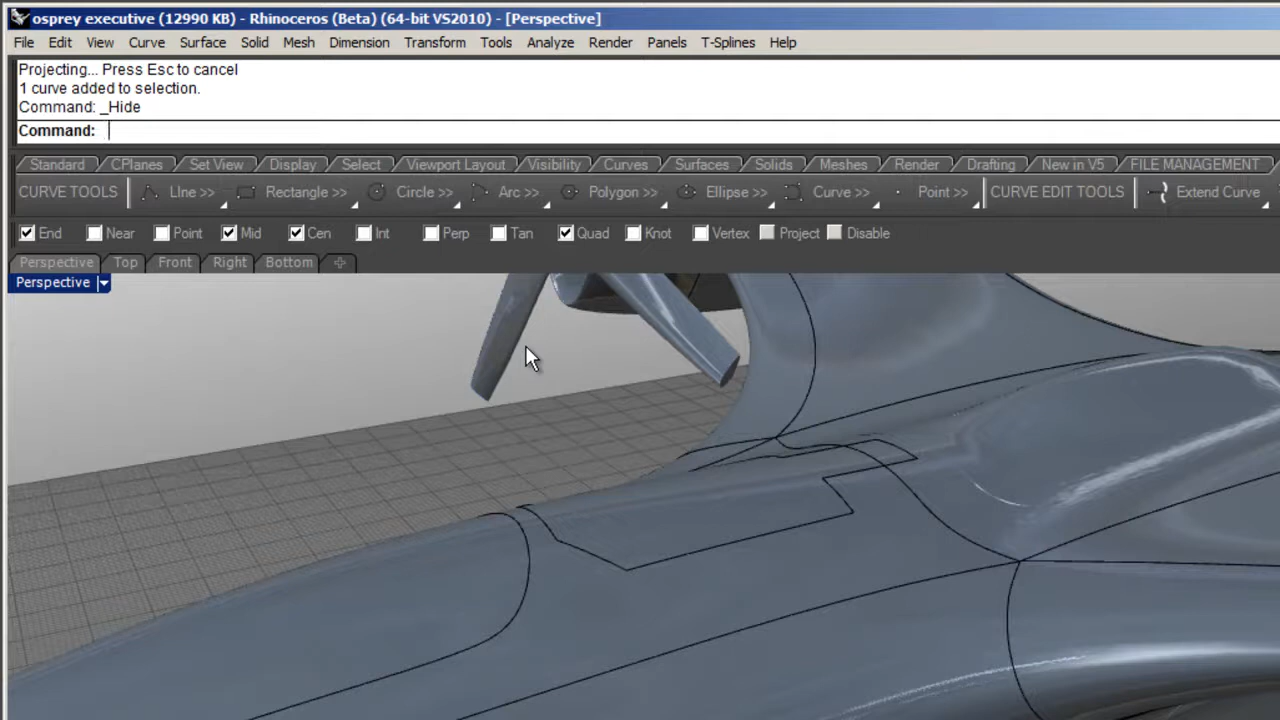 osprey executive (12990 KB) - Rhinoceros (Beta) (64-bit VS2010) - [Perspective]
File Edit View Curve Surface Solid Mesh Dimension Transform Tools Analyze Render Panels T-Splines Help
Projecting... Press Esc to cancel
1 curve added to selection.
Command: _Hide
Command:
Standard CPlanes Set View Display Select Viewport Layout Visibility Curves Surfaces Solids Meshes Render Drafting New in V5 FILE MANAGEMENT
CURVE TOOLS LIne >> Rectangle >> Circle >> Arc >> Polygon >> Ellipse >> Curve >> Point >> CURVE EDIT TOOLS Extend Curve
End Near Point Mid Cen Int Perp Tan Quad Knot Vertex Project Disable
Perspective Top Front Right Bottom
Perspective